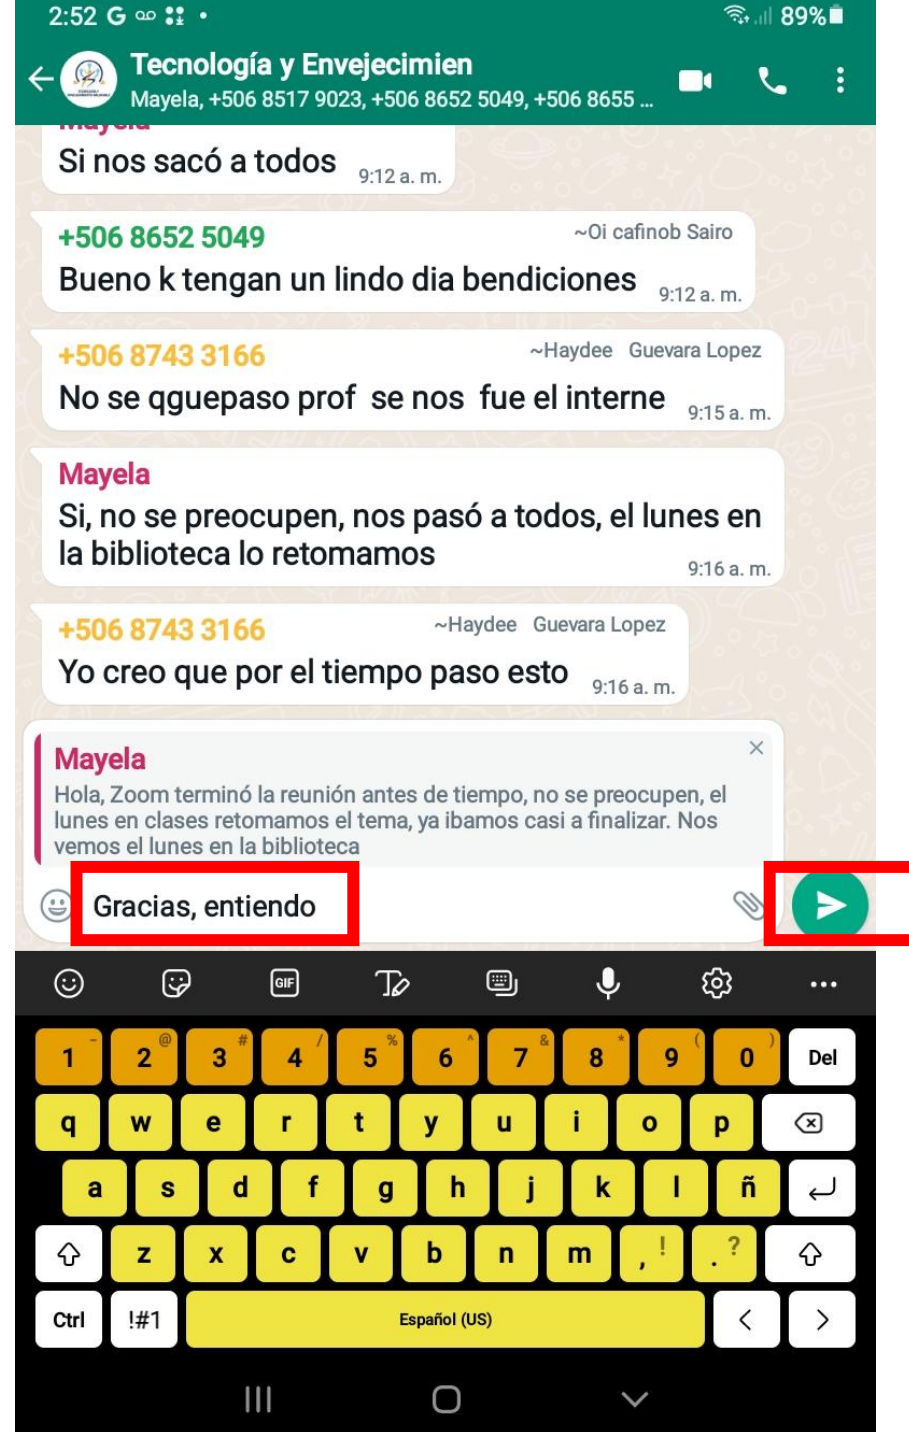 2:52 G
89%
Tecnología y Envejecimien
Mayela, +506 8517 9023, +506 8652 5049, +506 8655 ...
Mayela
Si nos sacó a todos 9:12 a. m.
+506 8652 5049 ~Oi cafinob Sairo
Bueno k tengan un lindo dia bendiciones 9:12 a. m.
+506 8743 3166 ~Haydee Guevara Lopez
No se qguepaso prof se nos fue el interne 9:15 a. m.
Mayela
Si, no se preocupen, nos pasó a todos, el lunes en
la biblioteca lo retomamos 9:16 a. m.
+506 8743 3166 ~Haydee Guevara Lopez
Yo creo que por el tiempo paso esto 9:16 a. m.
Mayela
Hola, Zoom terminó la reunión antes de tiempo, no se preocupen, el
lunes en clases retomamos el tema, ya ibamos casi a finalizar. Nos
vemos el lunes en la biblioteca
Gracias, entiendo
GIF
1 - 2 @ 3 # 4 / 5 % 6 ^ 7 & 8 * 9 ( 0 ) Del
q w e r t y u i o p
a s d f g h j k l ñ
z x c v b n m , ! . ?
Ctrl !#1 Español (US) < >